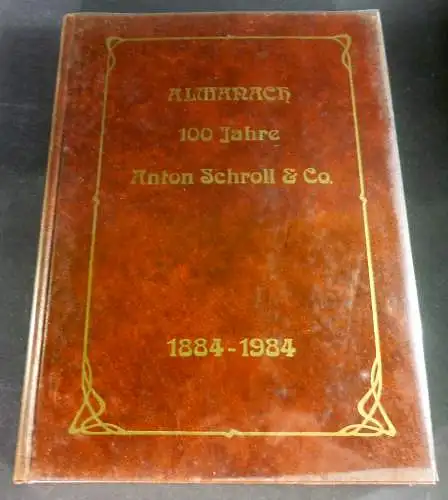 ALMANACH
100 Jahre
Anton Schroll & Co.
1884-1984